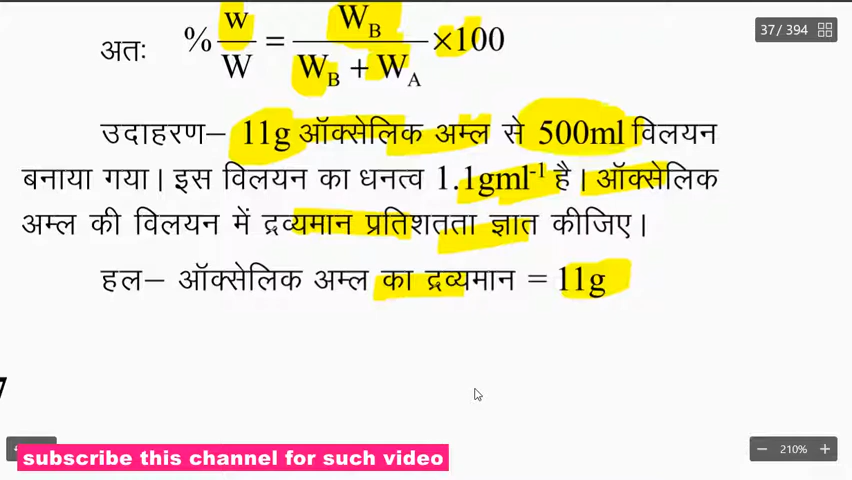 37 / 394
अतः % w/W = W_B / (W_B + W_A) ×100
उदाहरण– 11g ऑक्सेलिक अम्ल से 500ml विलयन
बनाया गया। इस विलयन का धनत्व 1.1gml⁻¹ है। ऑक्सेलिक
अम्ल की विलयन में द्रव्यमान प्रतिशतता ज्ञात कीजिए।
हल– ऑक्सेलिक अम्ल का द्रव्यमान = 11g
subscribe this channel for such video
− 210% +